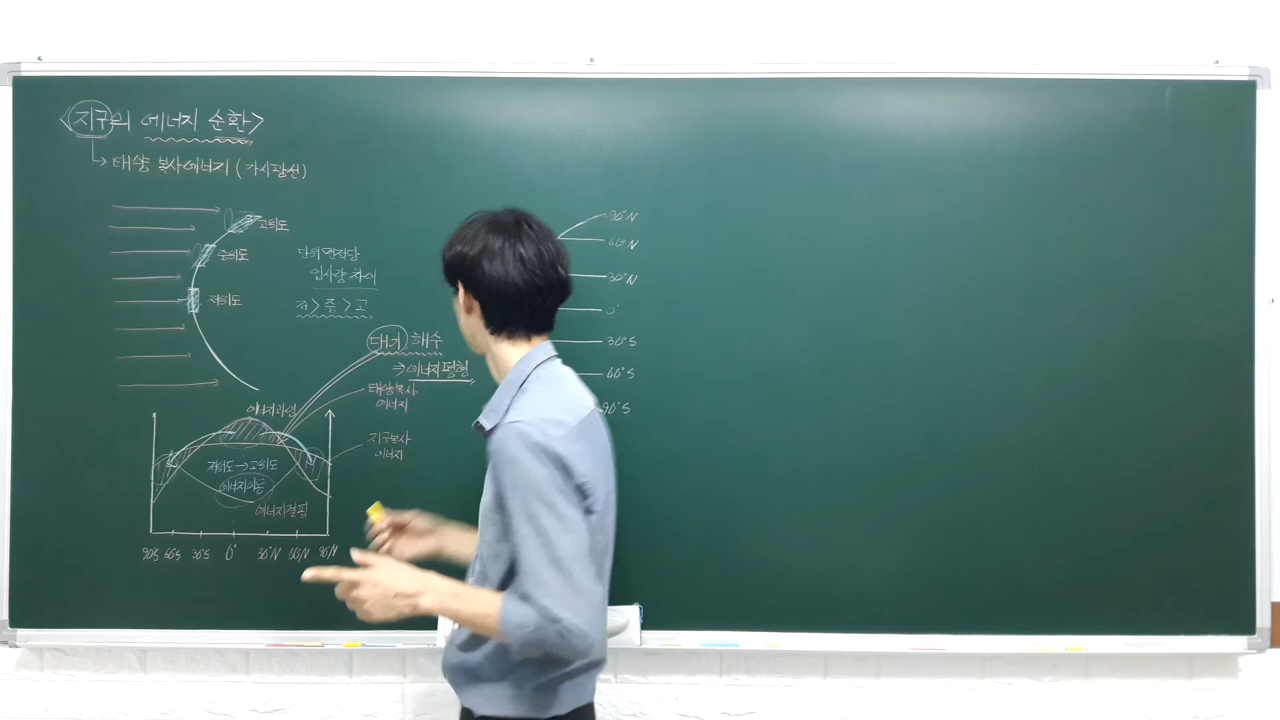 <지구의 에너지 순환>
→ 태양 복사에너지 (가시광선)
고위도
중위도
저위도
단위 면적당
입사량 차이
저 > 중 > 고
대기 해수
⇒ 에너지 평형
태양복사
에너지
지구복사
에너지
에너지과잉
저위도 → 고위도
에너지이동
에너지결핍
90°S 60°S 30°S 0° 30°N 60°N 90°N
90°N
60°N
30°N
0°
30°S
60°S
90°S